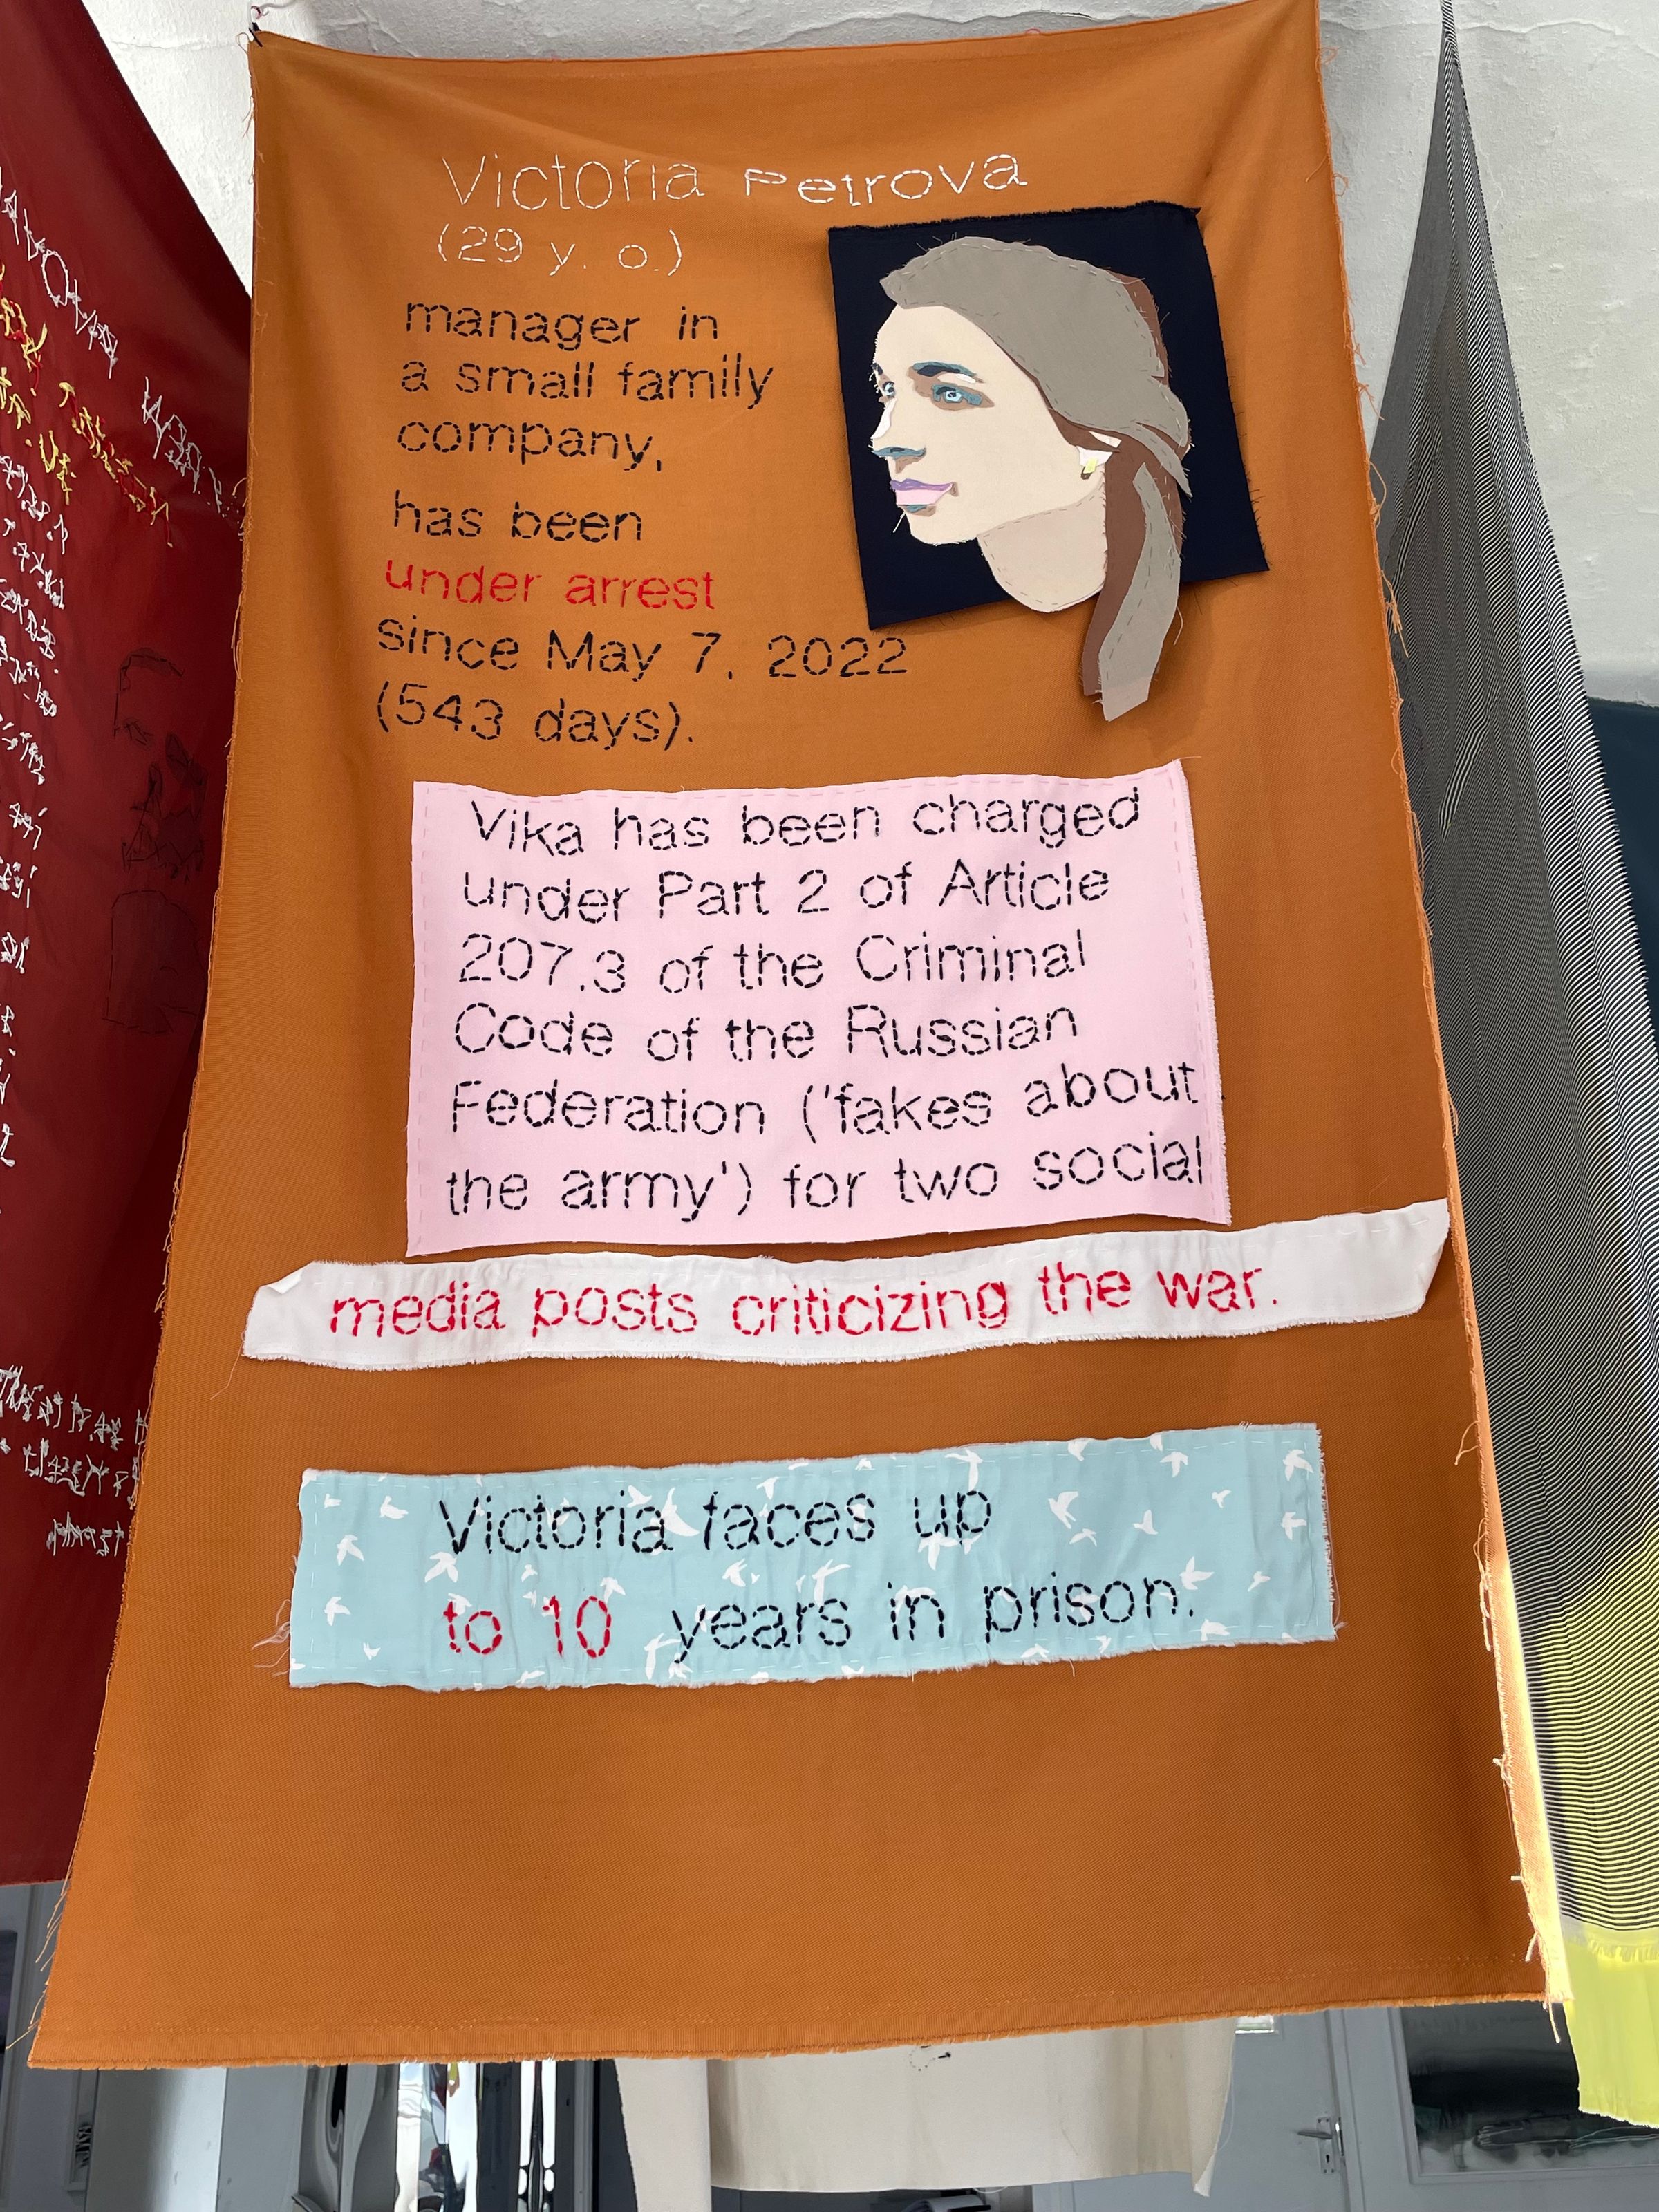 Victoria Petrova
(29 y. o.)
manager in
a small family
company,
has been
under arrest
since May 7, 2022
(543 days).
Vika has been charged
under Part 2 of Article
207.3 of the Criminal
Code of the Russian
Federation ('fakes about
the army') for two social
media posts criticizing the war.
Victoria faces up
to 10 years in prison.